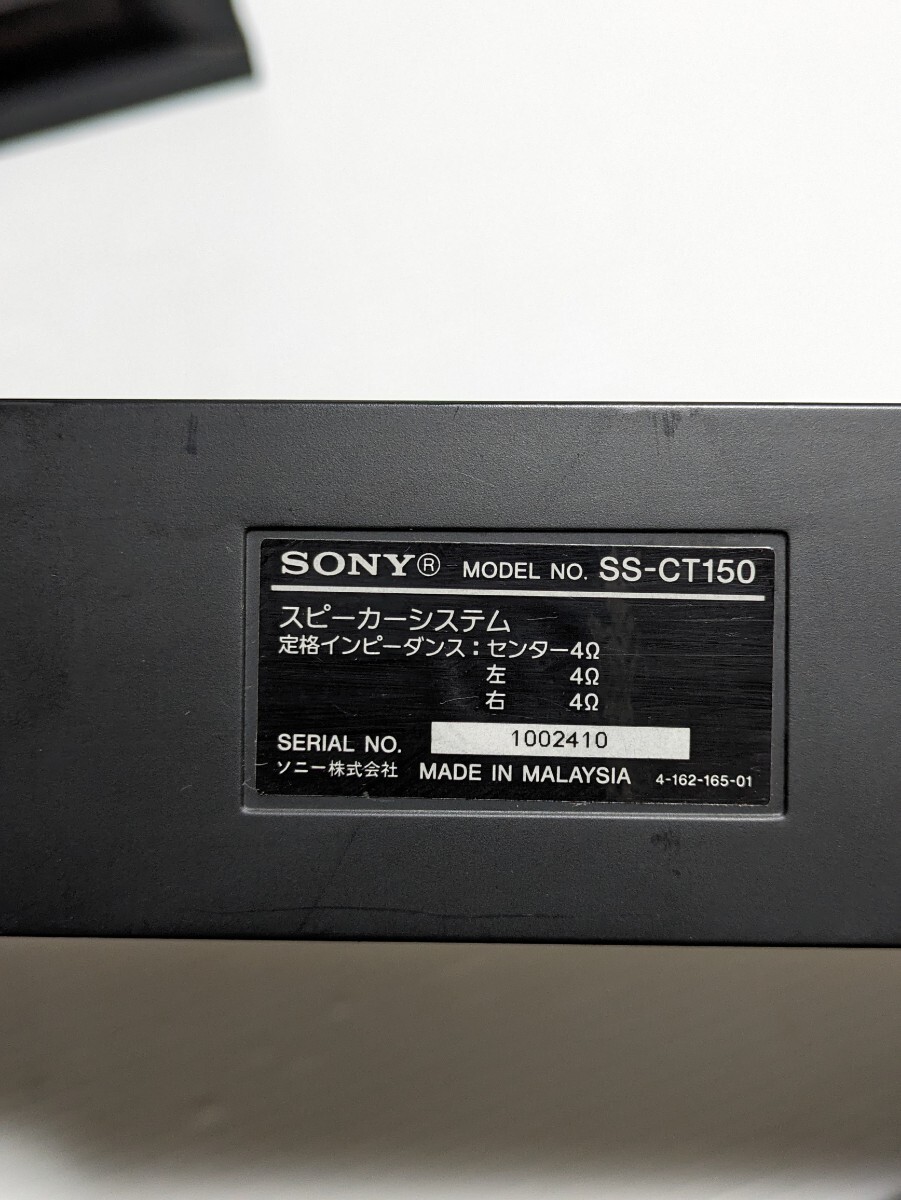 SONY® MODEL NO. SS-CT150
スピーカーシステム
定格インピーダンス：センター4Ω
左 4Ω
右 4Ω
SERIAL NO. 1002410
ソニー株式会社 MADE IN MALAYSIA 4-162-165-01